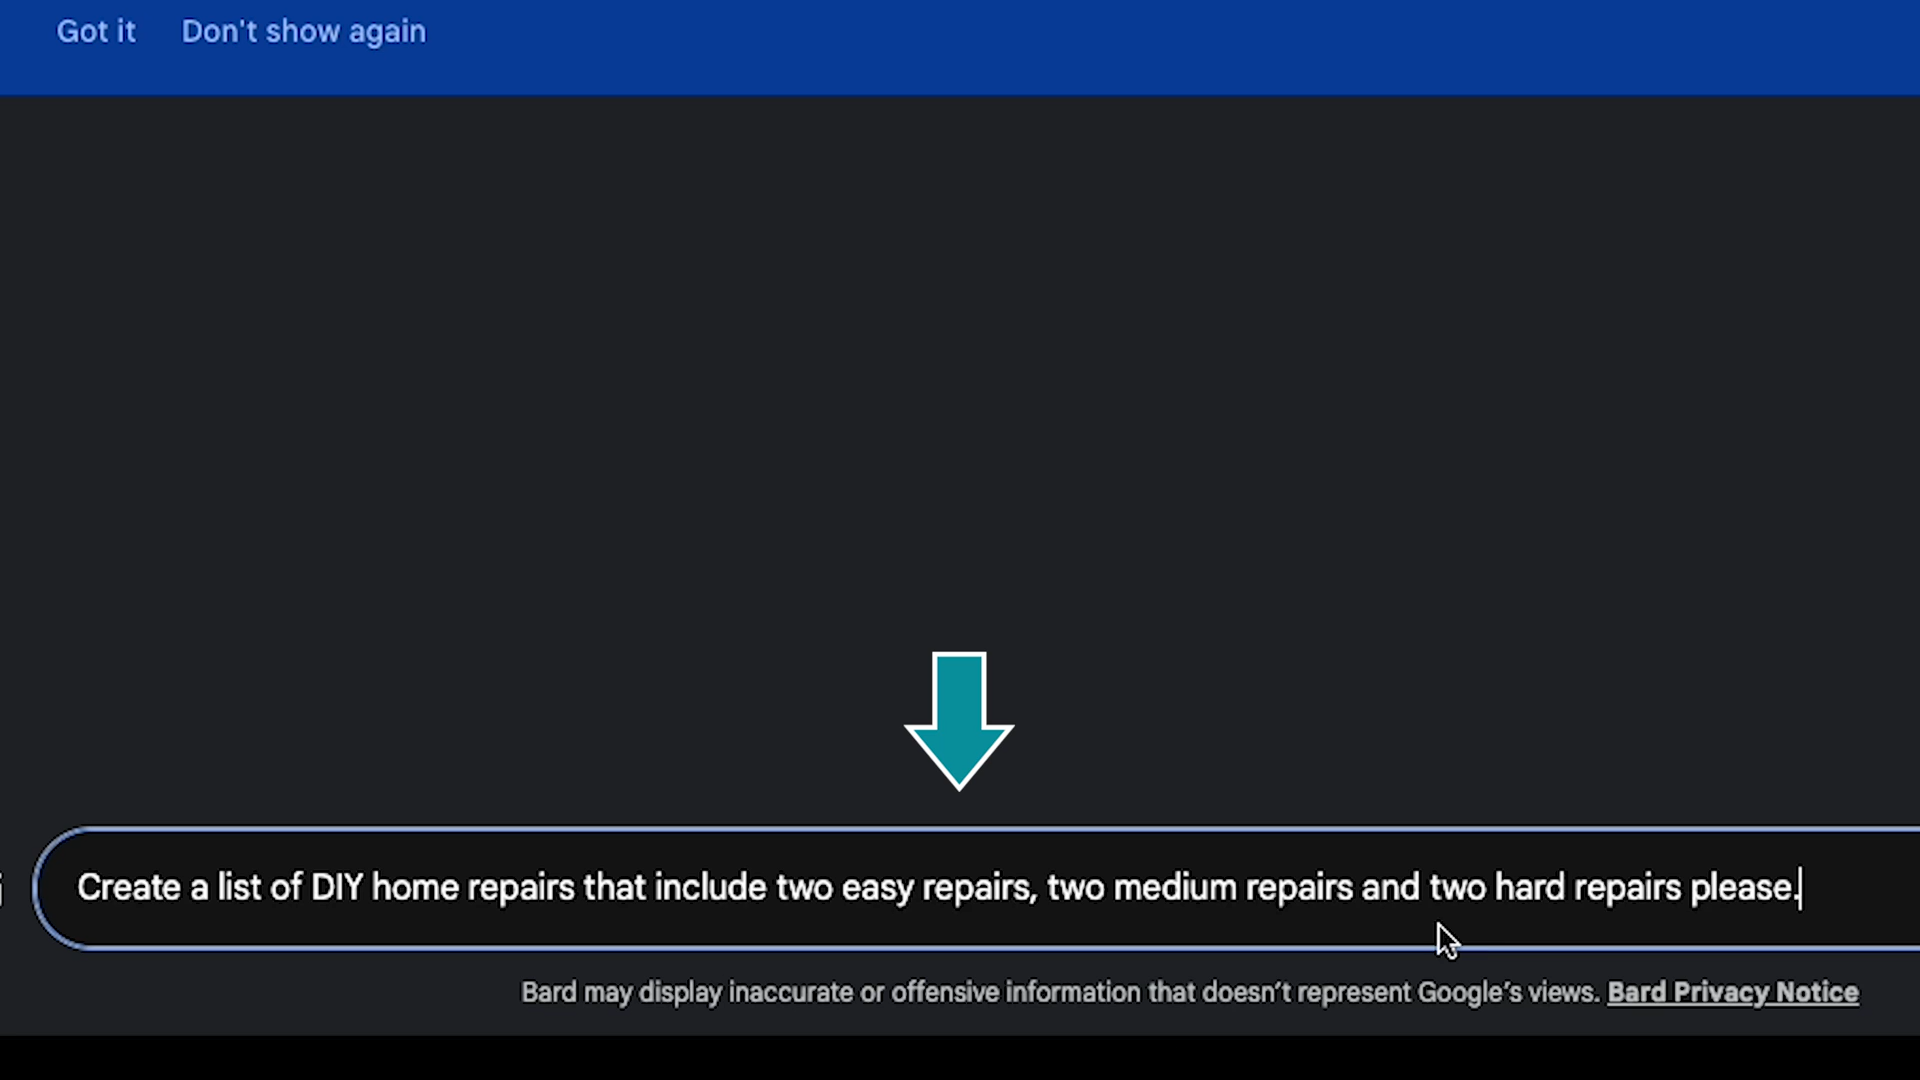 Got it Don't show again
Create a list of DIY home repairs that include two easy repairs, two medium repairs and two hard repairs please.
Bard may display inaccurate or offensive information that doesn't represent Google's views. Bard Privacy Notice